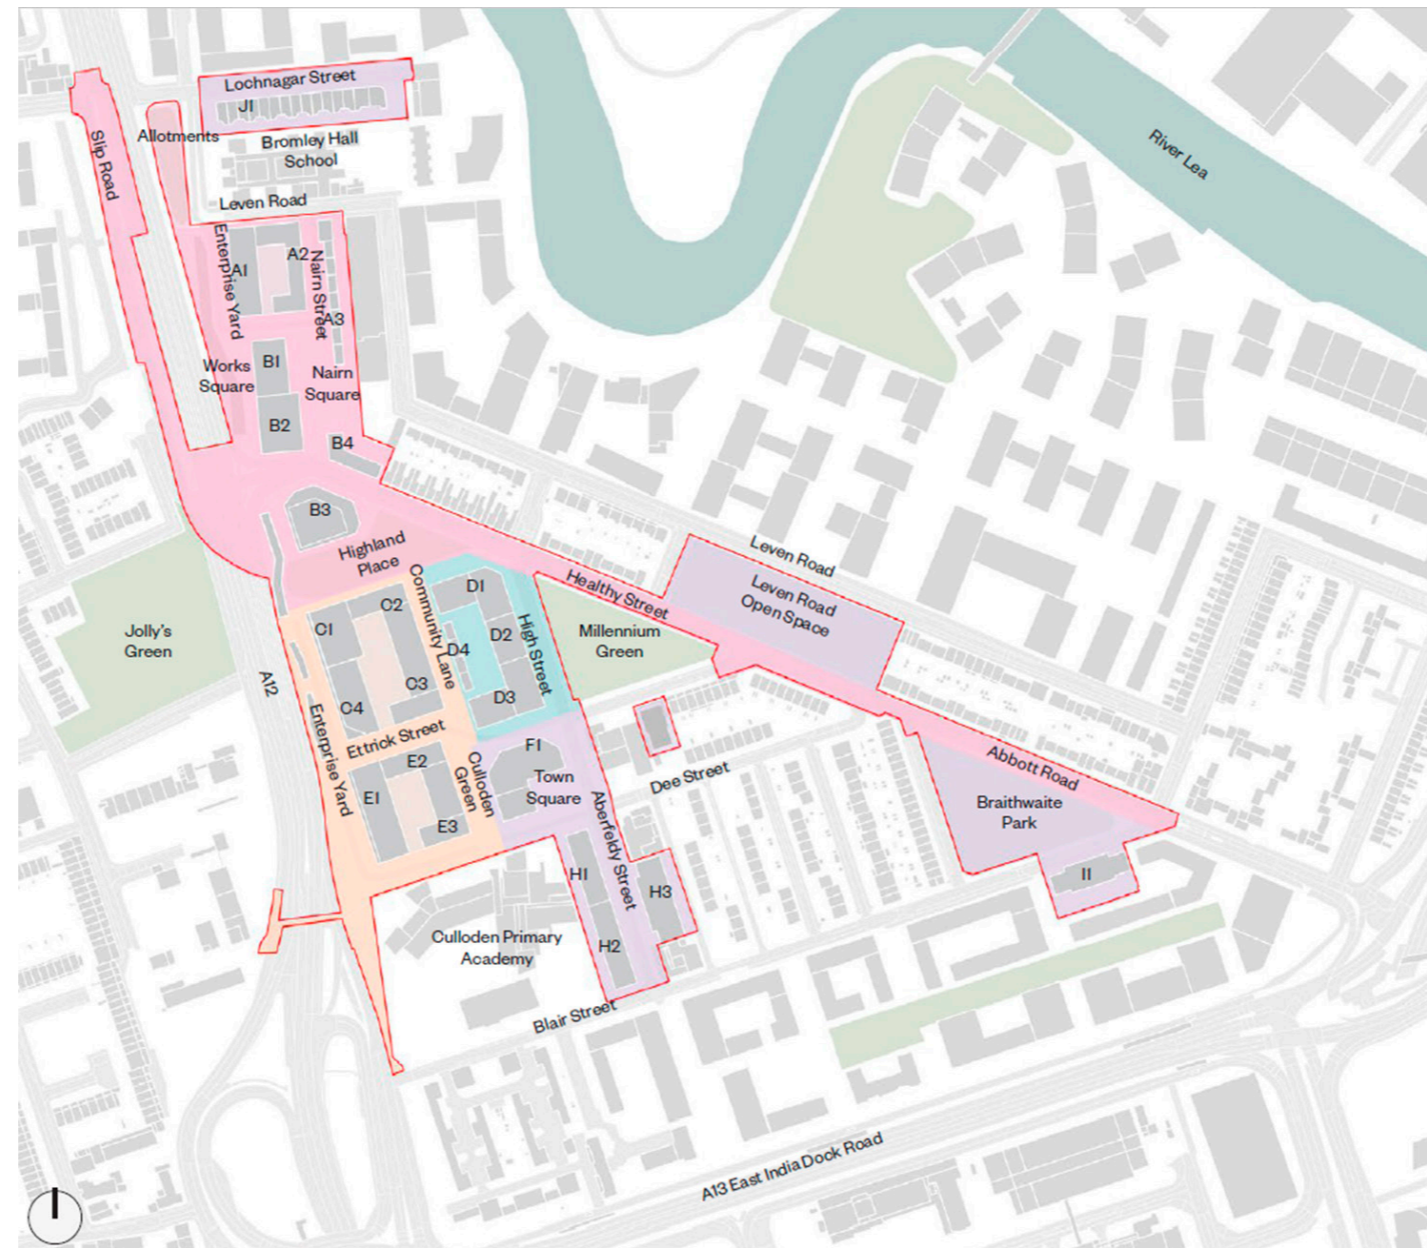 Lochnagar Street
J1
Allotments
Bromley Hall
School
Slip Road
River Lea
Leven Road
Enterprise Yard
A1
A2
Nairn Street
A3
Works
Square
B1
Nairn
Square
B2
B4
B3
Highland
Place
Leven Road
Healthy Street
Leven Road
Open Space
Community Lane
D1
C2
C1
D2
High Street
Millennium
Green
Jolly's
Green
D4
A12
C3
D3
C4
Ettrick Street
Enterprise Yard
F1
Town
Square
Dee Street
Abbott Road
E2
Culloden
Green
E1
E3
Braithwaite
Park
Aberfeldy Street
H1
H3
I1
Culloden Primary
Academy
H2
Blair Street
A13 East India Dock Road